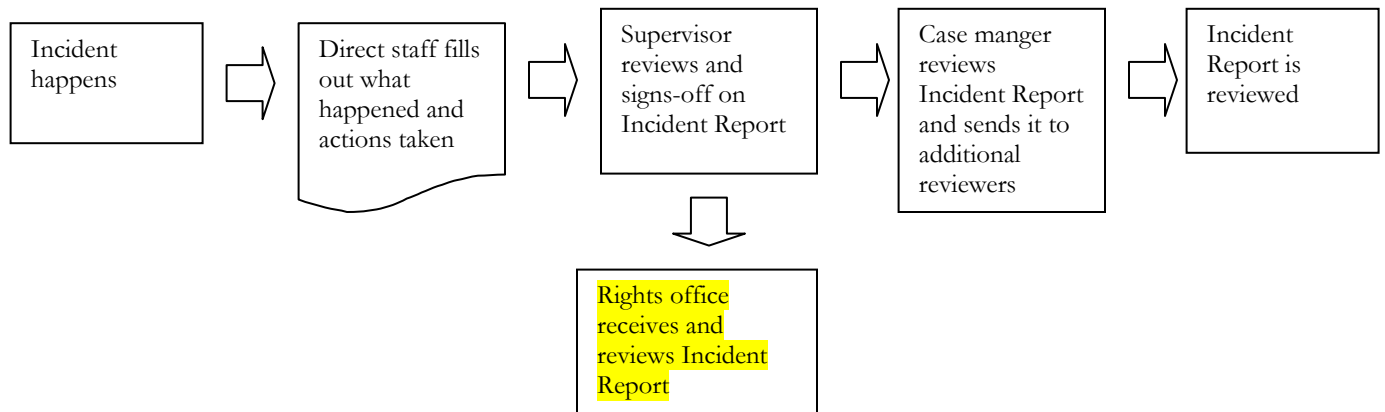 Incident
happens
Direct staff fills
out what
happened and
actions taken
Supervisor
reviews and
signs-off on
Incident Report
Case manger
reviews
Incident Report
and sends it to
additional
reviewers
Incident
Report is
reviewed
Rights office
receives and
reviews Incident
Report